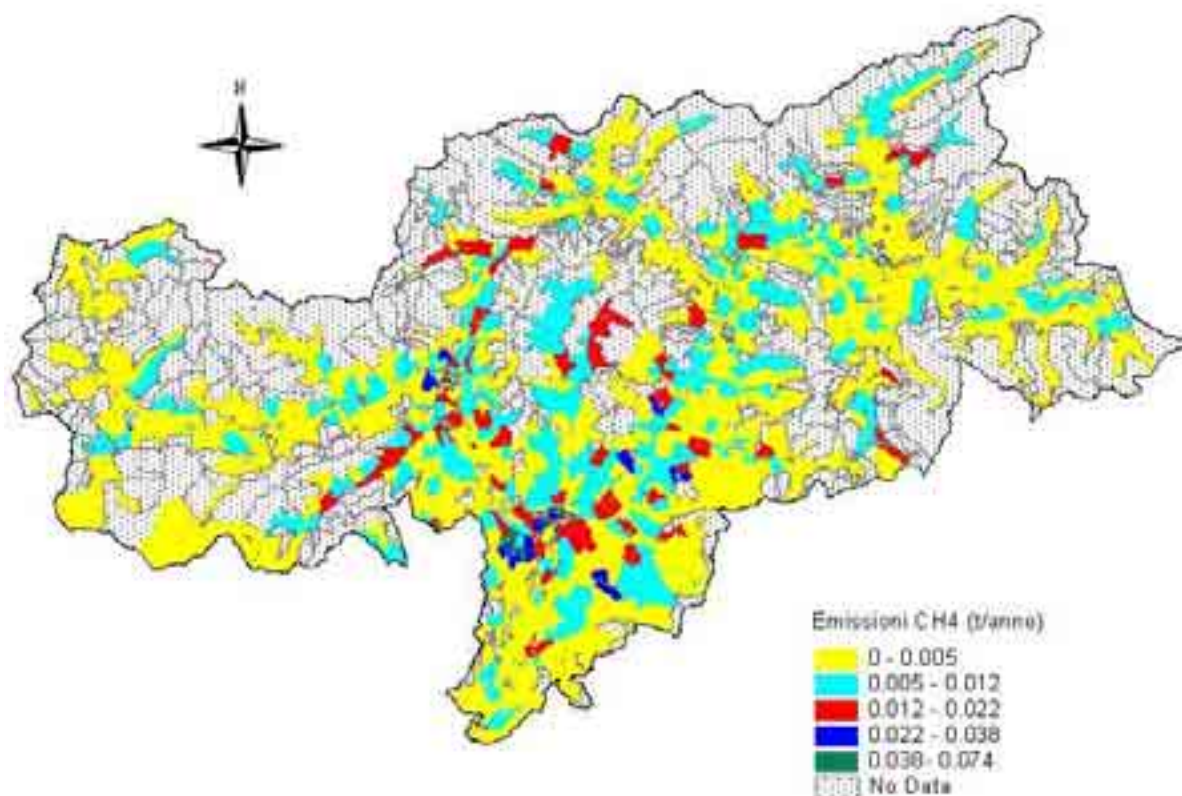 N
Emissioni CH4 (t/anno)
0 - 0.005
0.005 - 0.012
0.012 - 0.022
0.022 - 0.038
0.038- 0.074
No Data